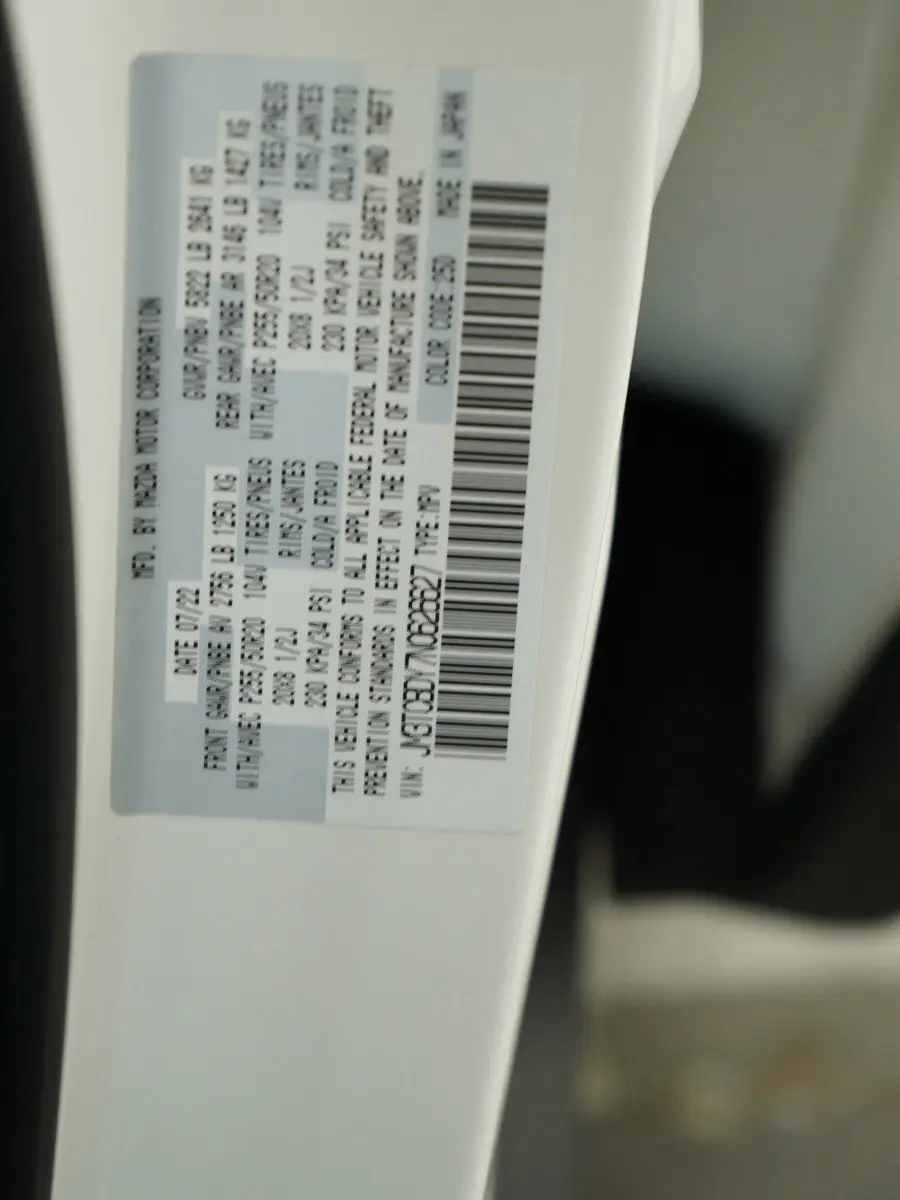 MFD. BY MAZDA MOTOR CORPORATION
DATE 07/22 GVWR/PNBV 5822 LB 2641 KG
FRONT GAWR/PNBE AV 2756 LB 1250 KG REAR GAWR/PNBE AR 3146 LB 1427 KG
WITH/AVEC P255/50R20 104V TIRES/PNEUS WITH/AVEC P255/50R20 104V TIRES/PNEUS
20X8 1/2J RIMS/JANTES 20X8 1/2J RIMS/JANTES
230 KPA/34 PSI COLD/A FROID 230 KPA/34 PSI COLD/A FROID
THIS VEHICLE CONFORMS TO ALL APPLICABLE FEDERAL MOTOR VEHICLE SAFETY AND THEFT
PREVENTION STANDARDS IN EFFECT ON THE DATE OF MANUFACTURE SHOWN ABOVE.
VIN: JM3TCBDY7N0626627 TYPE:MPV COLOR CODE:25D MADE IN JAPAN